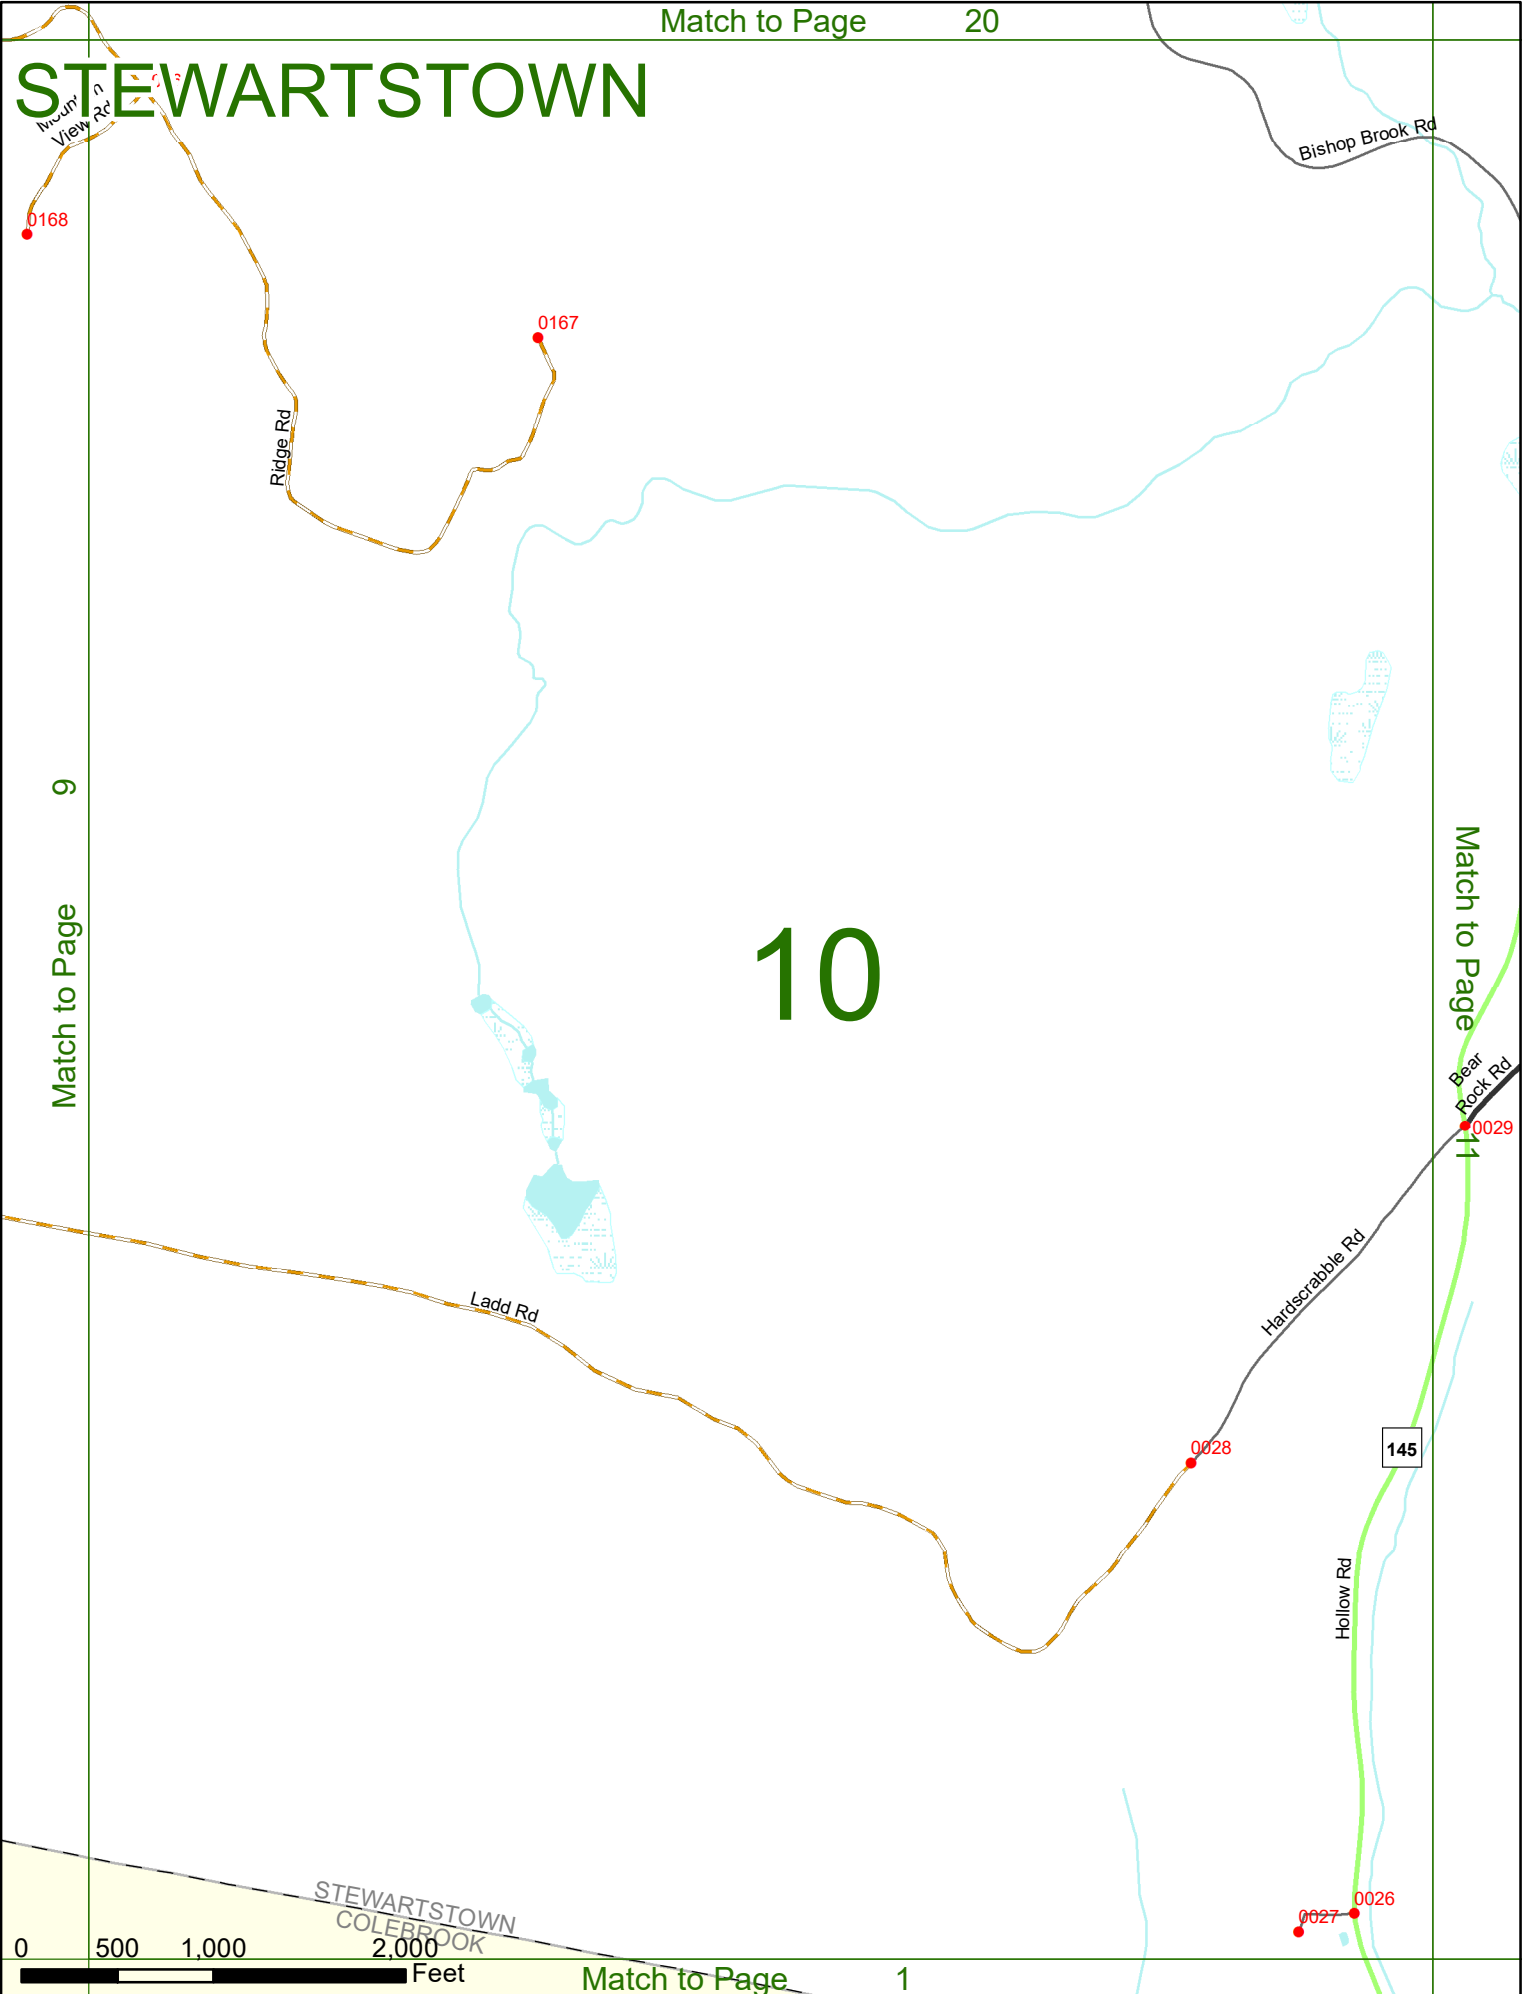 Match to Page 20
STEWARTSTOWN
View Rd
Bishop Brook Rd
0168
0167
Ridge Rd
Match to Page 9
10
Match to Page 11
Bear
Rock Rd
0029
Hardscrabble Rd
Ladd Rd
0028
145
Hollow Rd
STEWARTSTOWN
COLEBROOK
0026
0027
0 500 1,000 2,000
Feet
Match to Page 1